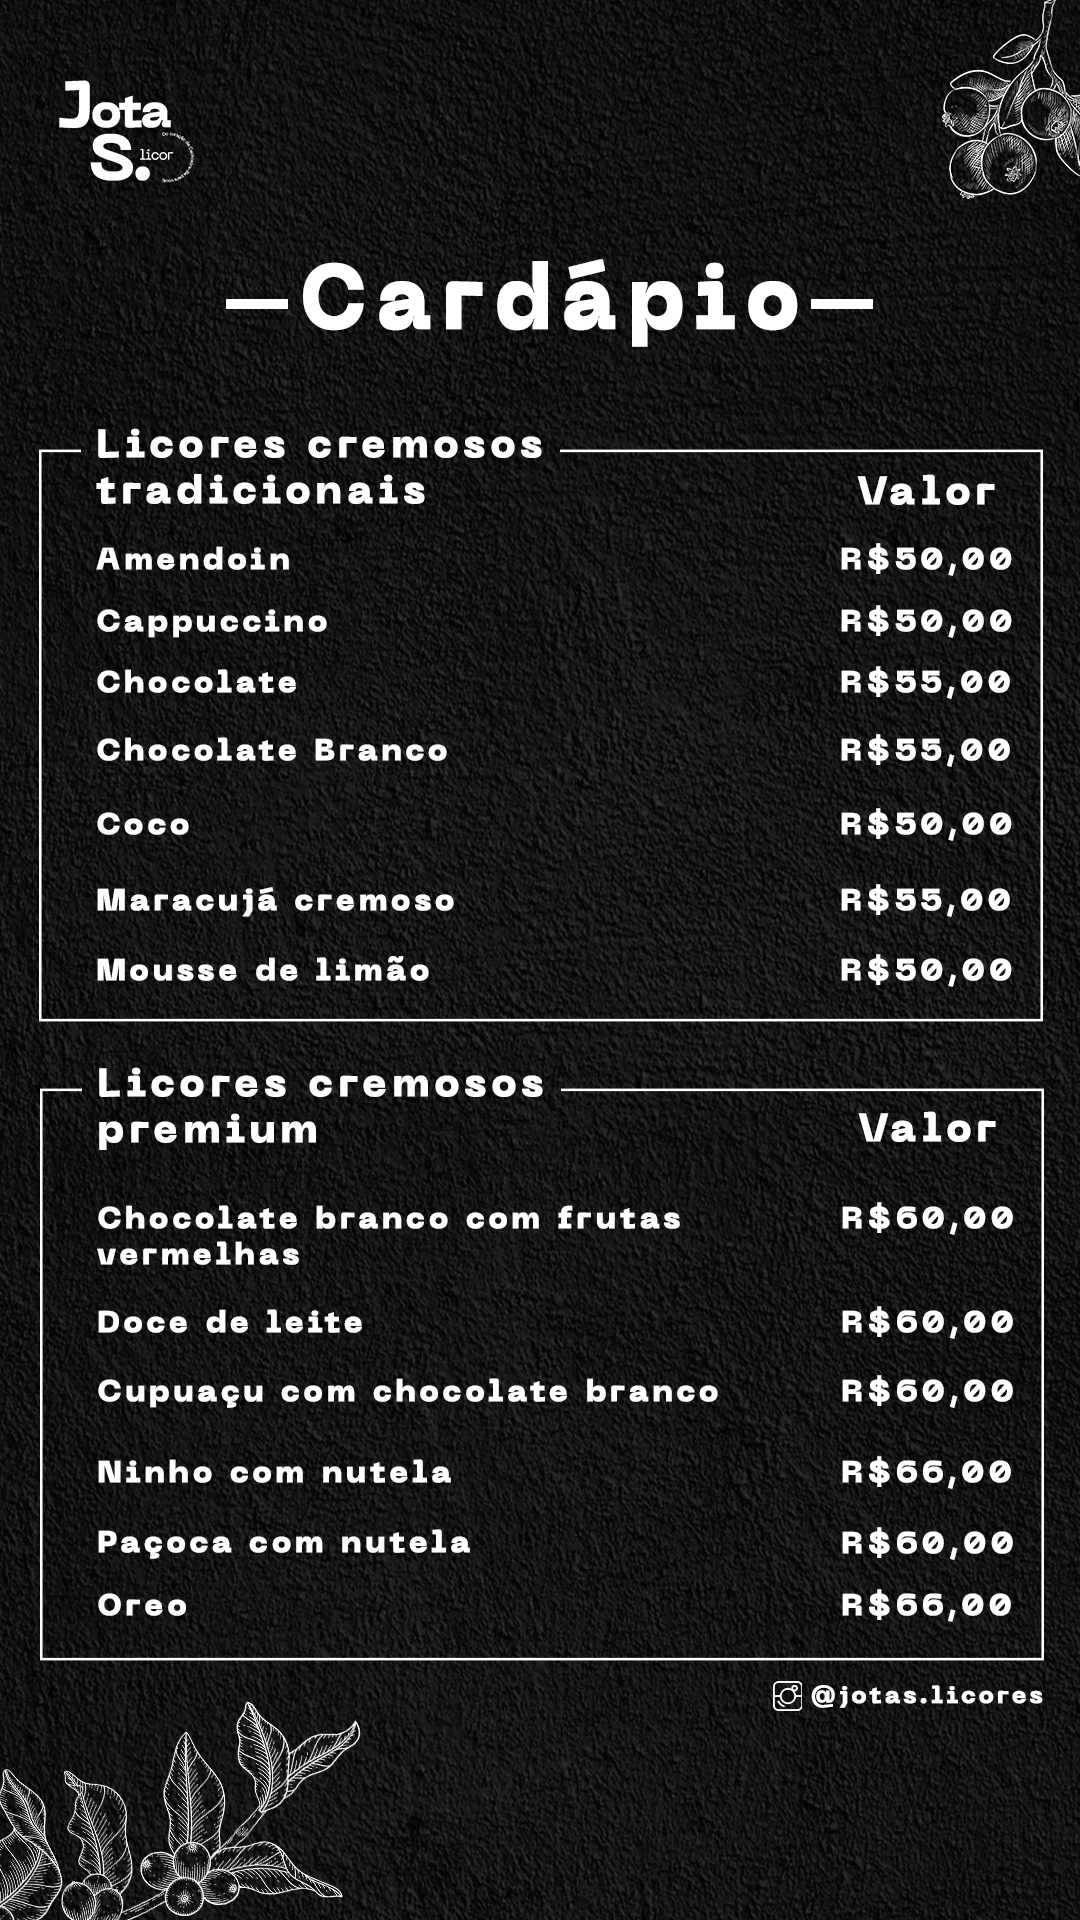 Jota
S.
licor
—Cardápio—
Licores cremosos
tradicionais
Valor
Amendoin R$50,00
Cappuccino R$50,00
Chocolate R$55,00
Chocolate Branco R$55,00
Coco R$50,00
Maracujá cremoso R$55,00
Mousse de limão R$50,00
Licores cremosos
premium
Valor
Chocolate branco com frutas R$60,00
vermelhas
Doce de leite R$60,00
Cupuaçu com chocolate branco R$60,00
Ninho com nutela R$66,00
Paçoca com nutela R$60,00
Oreo R$66,00
@jotas.licores